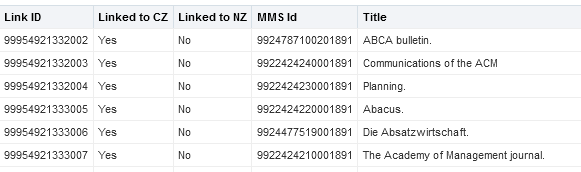 Link ID Linked to CZ Linked to NZ MMS Id Title
99954921332002 Yes No 9924787100201891 ABCA bulletin.
99954921332003 Yes No 9922424240001891 Communications of the ACM
99954921332004 Yes No 9922424230001891 Planning.
99954921333005 Yes No 9922424220001891 Abacus.
99954921333006 Yes No 9924477519001891 Die Absatzwirtschaft.
99954921333007 Yes No 9922424210001891 The Academy of Management journal.